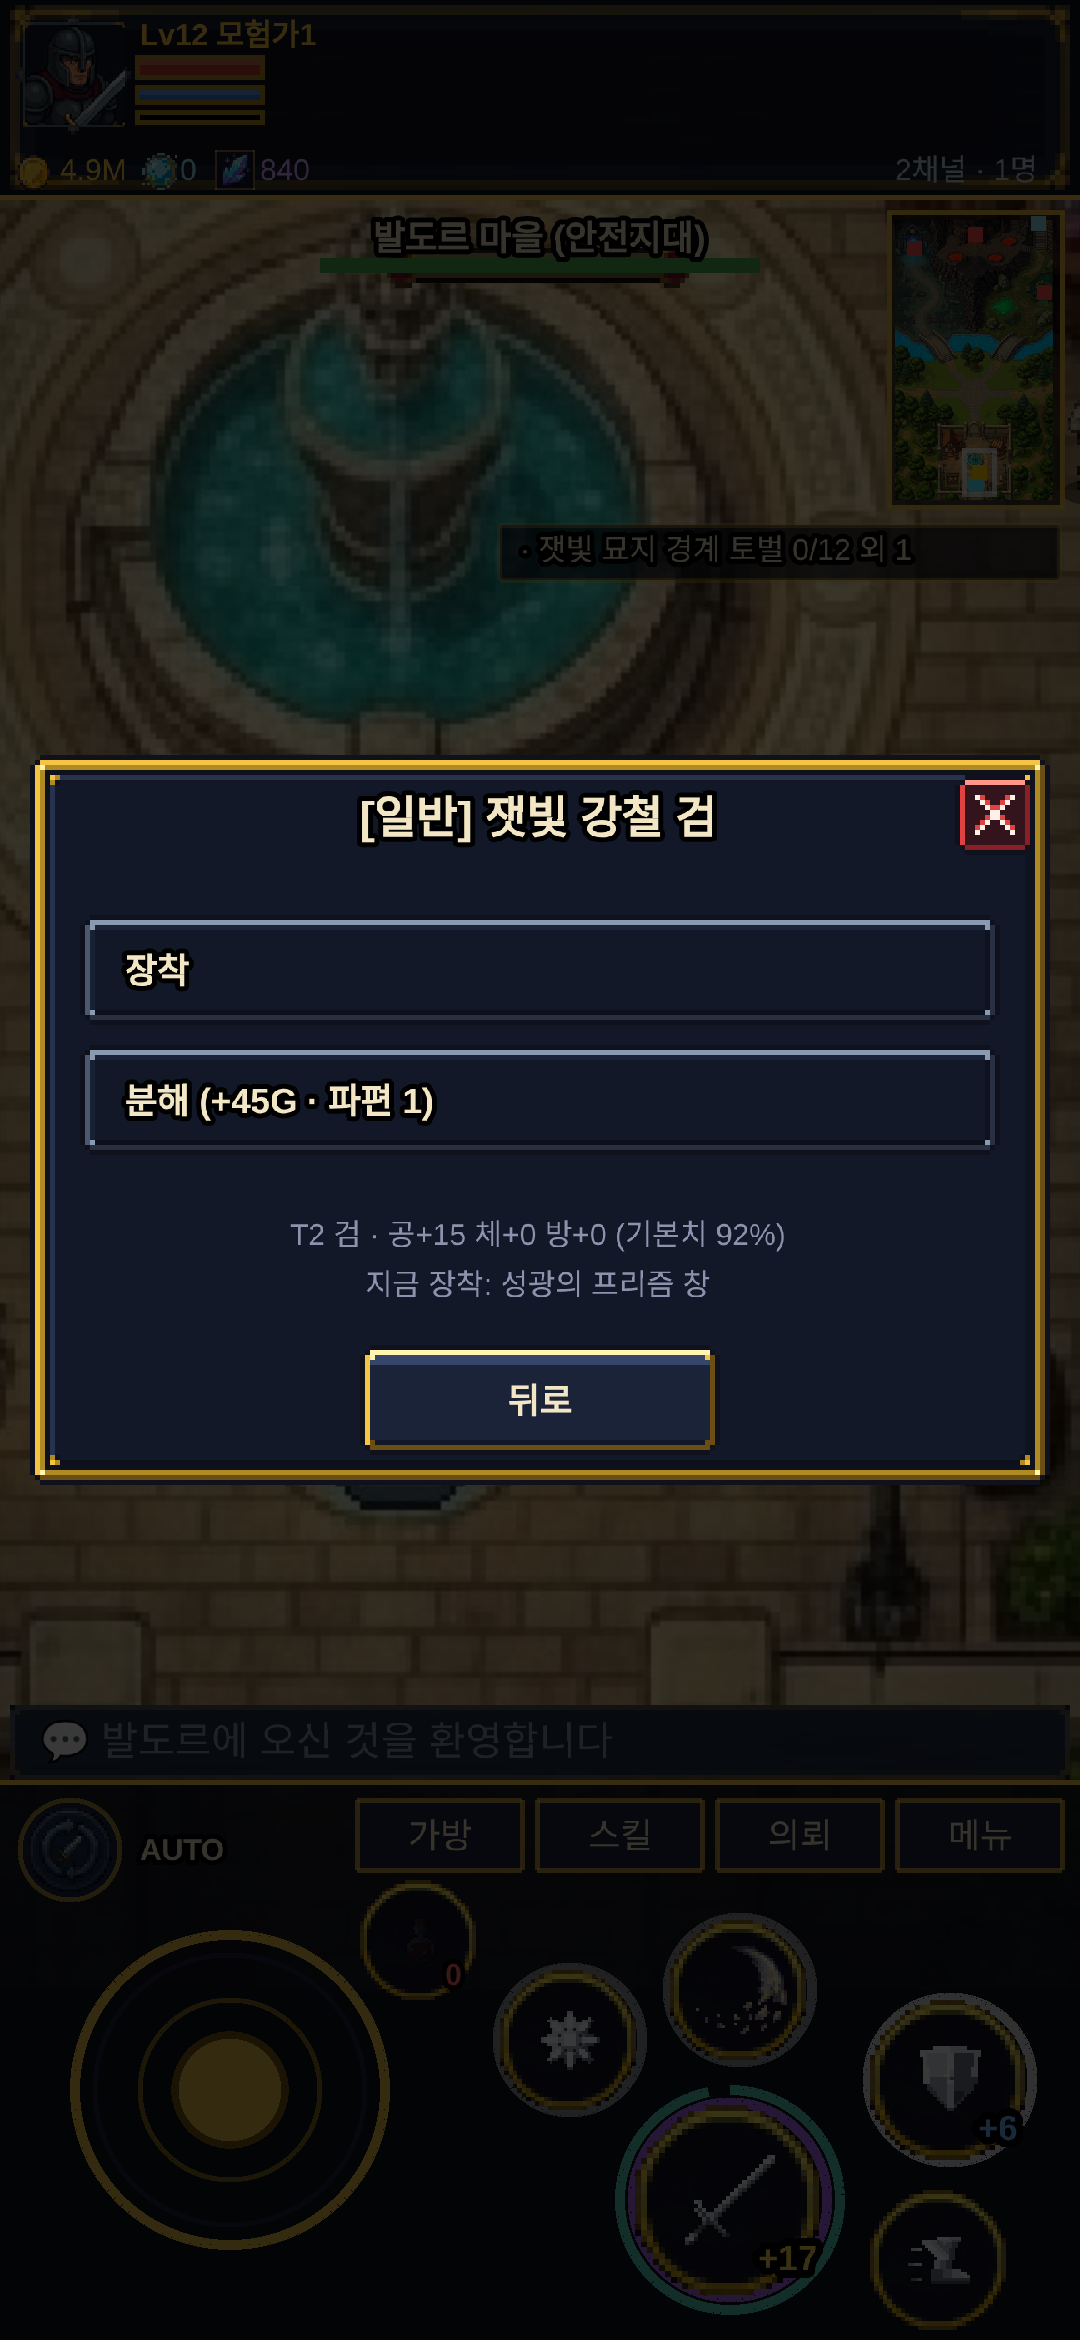 Lv12 모험가1
4.9M 0 840 2채널 · 1명
발도르 마을 (안전지대)
· 잿빛 묘지 경계 토벌 0/12 외 1
[일반] 잿빛 강철 검
장착
분해 (+45G · 파편 1)
T2 검 · 공+15 체+0 방+0 (기본치 92%)
지금 장착: 성광의 프리즘 창
뒤로
발도르에 오신 것을 환영합니다
AUTO 가방 스킬 의뢰 메뉴
0
+6
+17